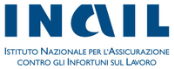 INAIL
ISTITUTO NAZIONALE PER L'ASSICURAZIONE
CONTRO GLI INFORTUNI SUL LAVORO